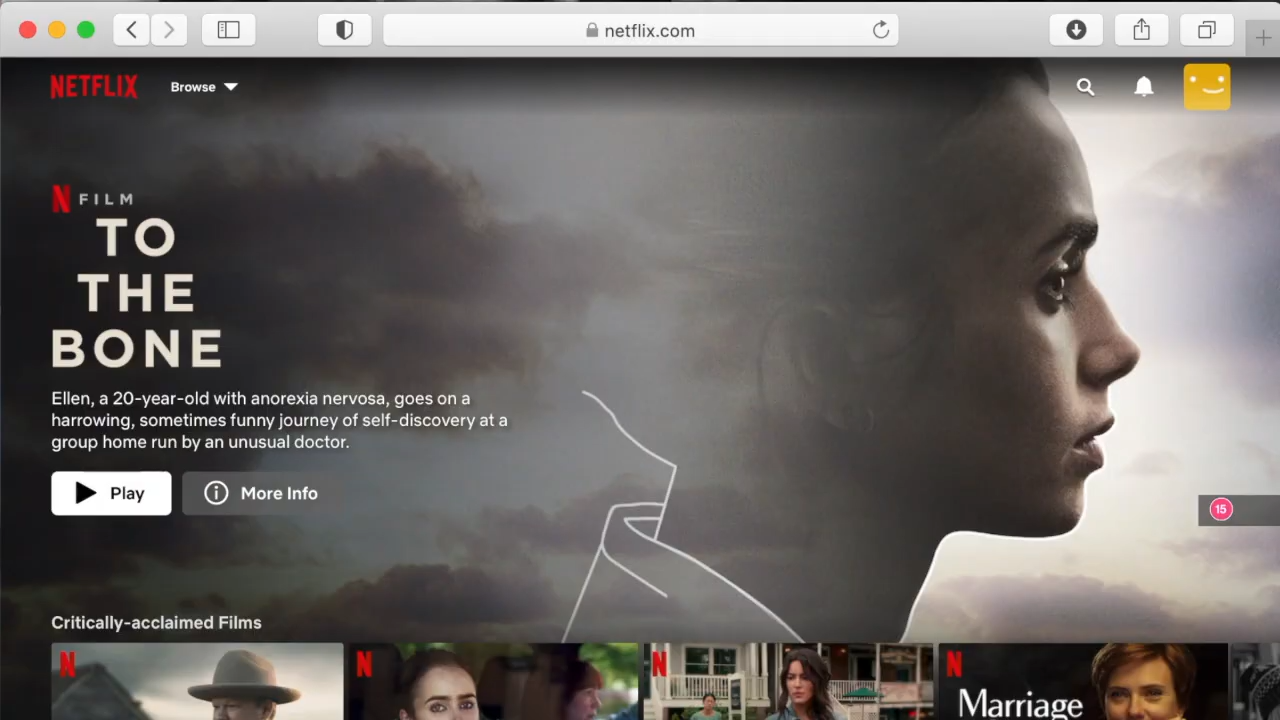 netflix.com
NETFLIX
Browse
N FILM
TO
THE
BONE
Ellen, a 20-year-old with anorexia nervosa, goes on a
harrowing, sometimes funny journey of self-discovery at a
group home run by an unusual doctor.
Play
More Info
15
Critically-acclaimed Films
N
N
N
N
Marriage